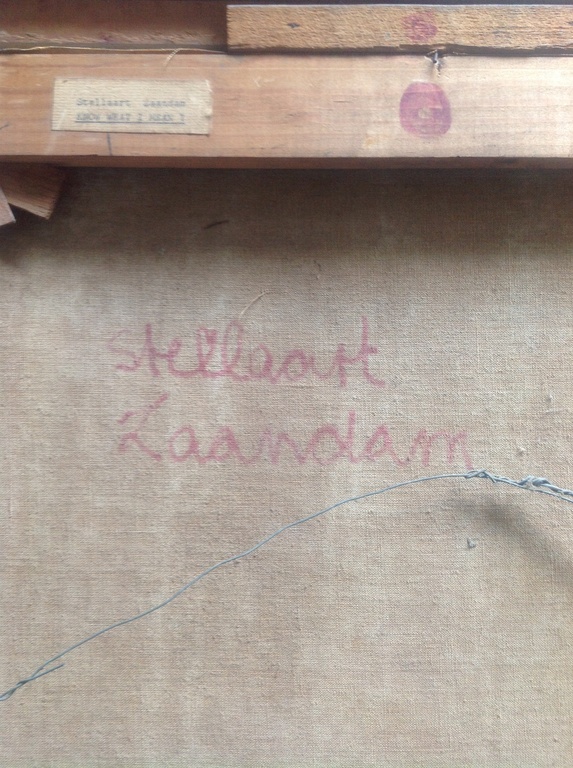 Stellaart Zaandam
KNOW WHAT I MEAN ?
Stellaart
Zaandam